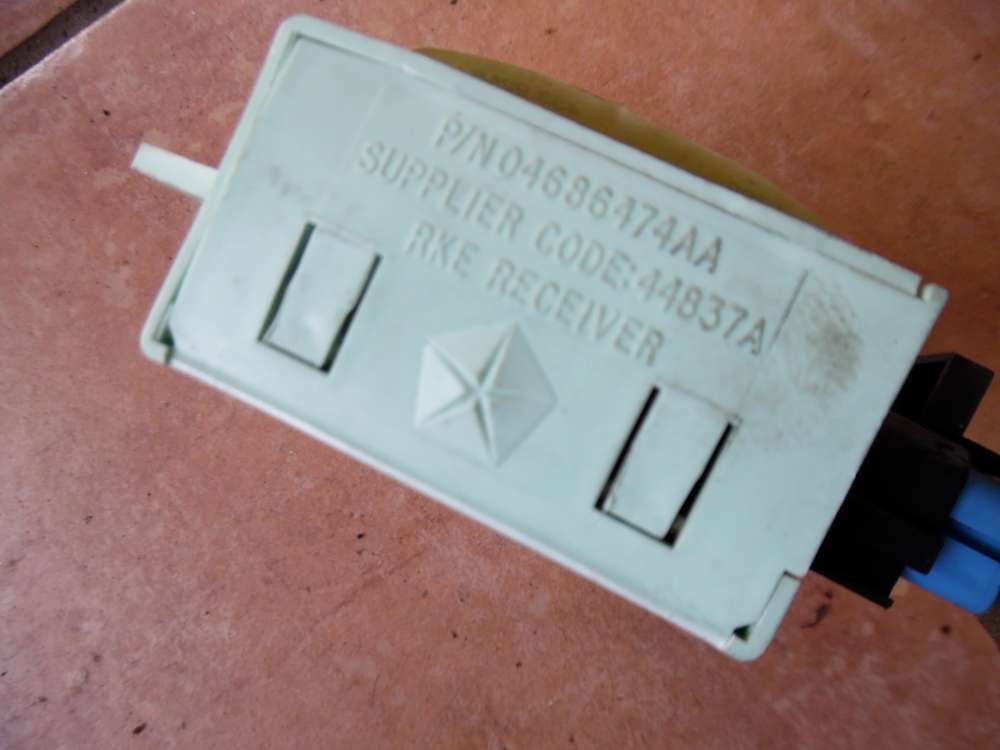 P/N 04686474AA
SUPPLIER CODE:44837A
RKE RECEIVER